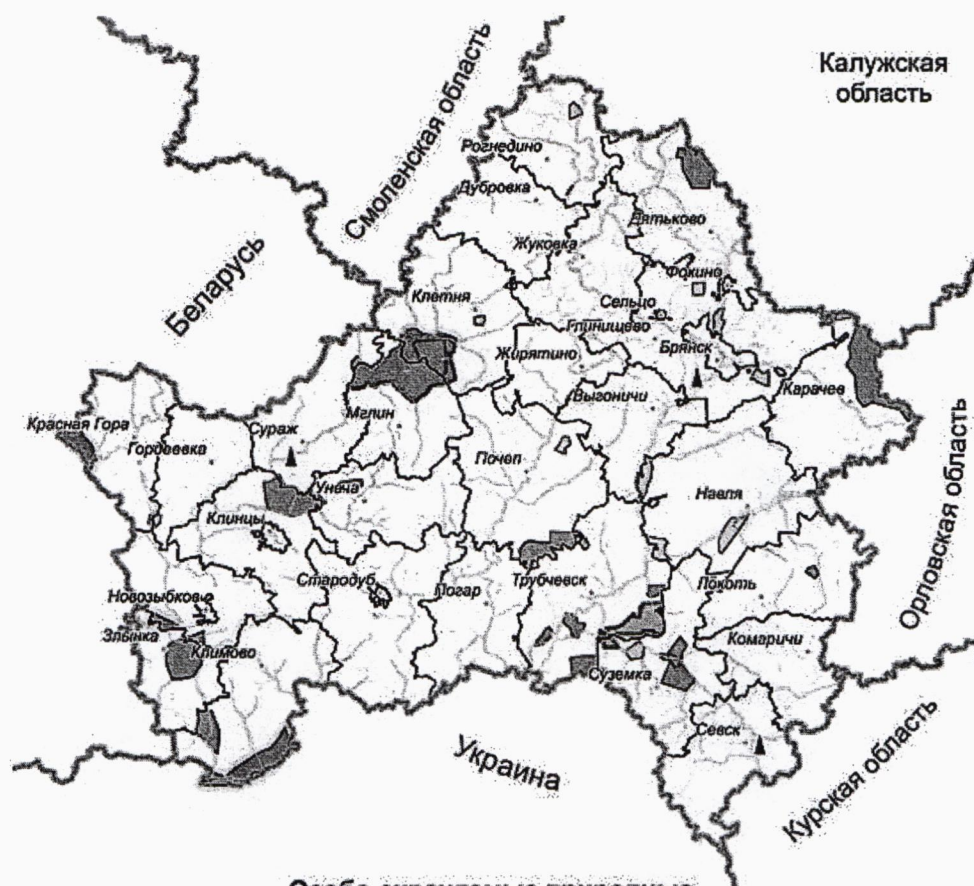 Калужская
область
Смоленская область
Рогнедино
Дубровка
Дятьково
Жуковка
Беларусь
Фокино
Клетня
Сельцо
Глинищево
Жирятино
Брянск
Карачев
Выгоничи
Мглин
Красная Гора
Сураж
Гордеевка
Почеп
Орловская область
Унеча
Навля
Клинцы
Стародуб
Погар
Трубчевск
Локоть
Новозыбков
Злынка
Климово
Комаричи
Суземка
Севск
Украина
Курская область